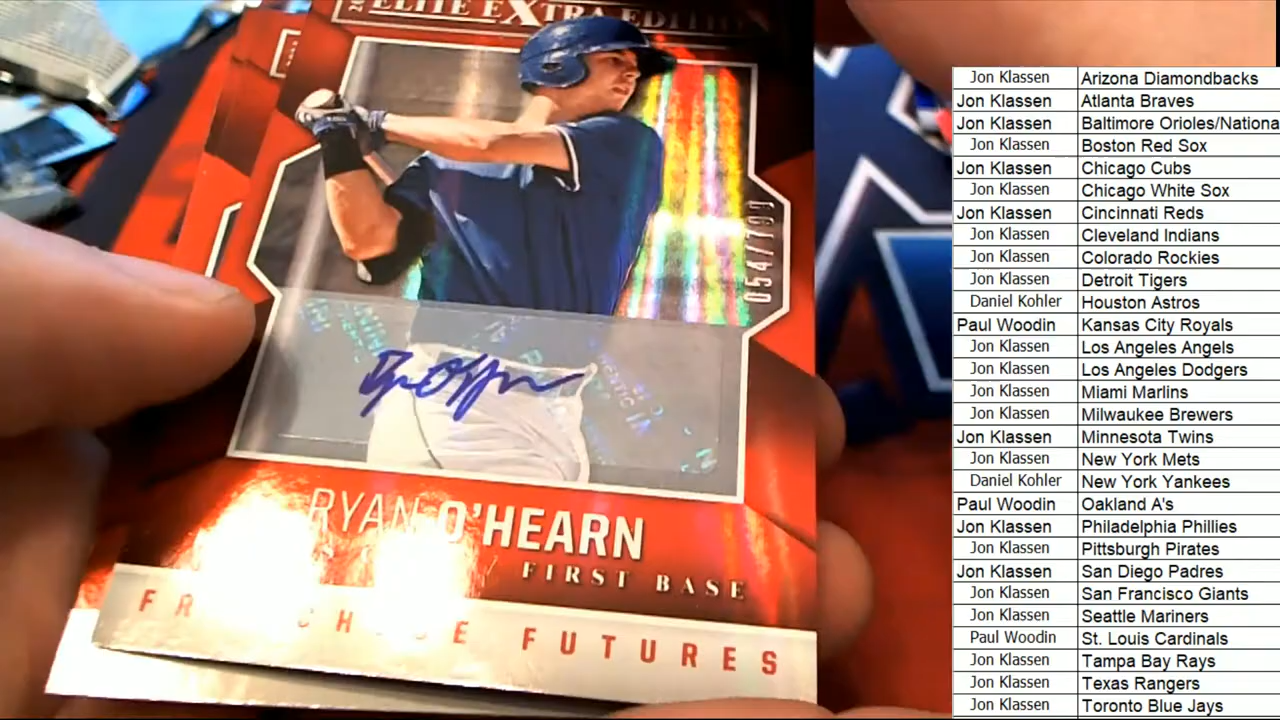 ELITE EXTRA EDITION
054/799
RYAN O'HEARN
FIRST BASE
FUTURES
Jon Klassen Arizona Diamondbacks
Jon Klassen Atlanta Braves
Jon Klassen Baltimore Orioles/Nationa
Jon Klassen Boston Red Sox
Jon Klassen Chicago Cubs
Jon Klassen Chicago White Sox
Jon Klassen Cincinnati Reds
Jon Klassen Cleveland Indians
Jon Klassen Colorado Rockies
Jon Klassen Detroit Tigers
Daniel Kohler Houston Astros
Paul Woodin Kansas City Royals
Jon Klassen Los Angeles Angels
Jon Klassen Los Angeles Dodgers
Jon Klassen Miami Marlins
Jon Klassen Milwaukee Brewers
Jon Klassen Minnesota Twins
Jon Klassen New York Mets
Daniel Kohler New York Yankees
Paul Woodin Oakland A's
Jon Klassen Philadelphia Phillies
Jon Klassen Pittsburgh Pirates
Jon Klassen San Diego Padres
Jon Klassen San Francisco Giants
Jon Klassen Seattle Mariners
Paul Woodin St. Louis Cardinals
Jon Klassen Tampa Bay Rays
Jon Klassen Texas Rangers
Jon Klassen Toronto Blue Jays